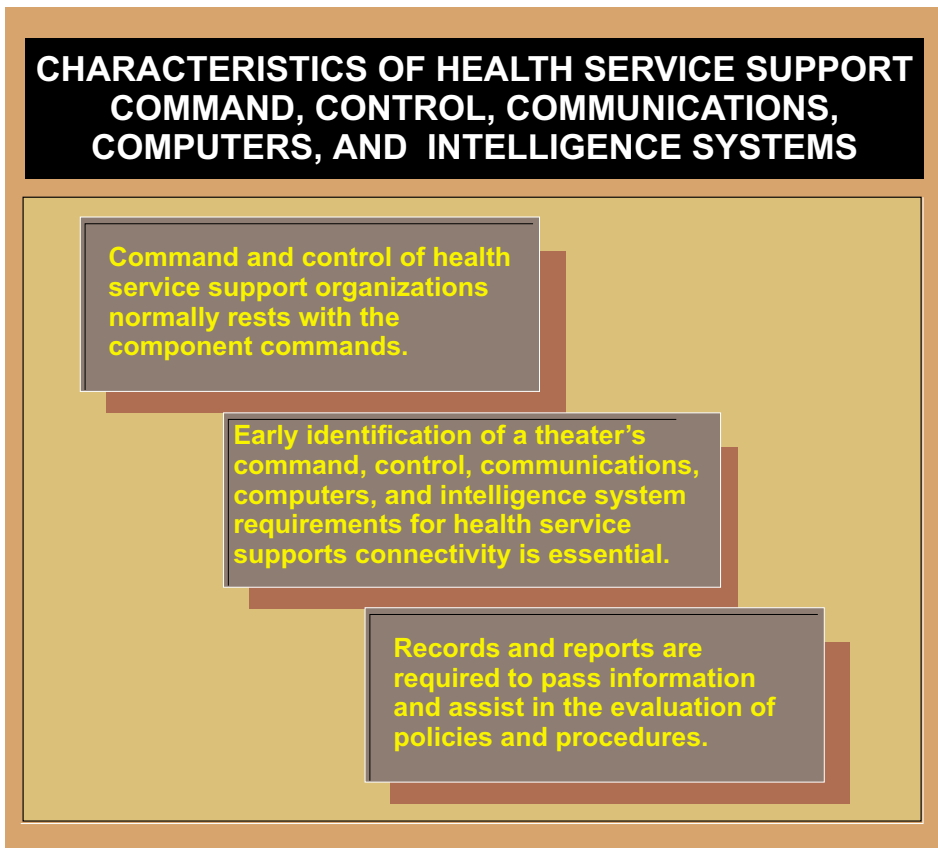 CHARACTERISTICS OF HEALTH SERVICE SUPPORT
COMMAND, CONTROL, COMMUNICATIONS,
COMPUTERS, AND INTELLIGENCE SYSTEMS
Command and control of health
service support organizations
normally rests with the
component commands.
Early identification of a theater's
command, control, communications,
computers, and intelligence system
requirements for health service
supports connectivity is essential.
Records and reports are
required to pass information
and assist in the evaluation of
policies and procedures.